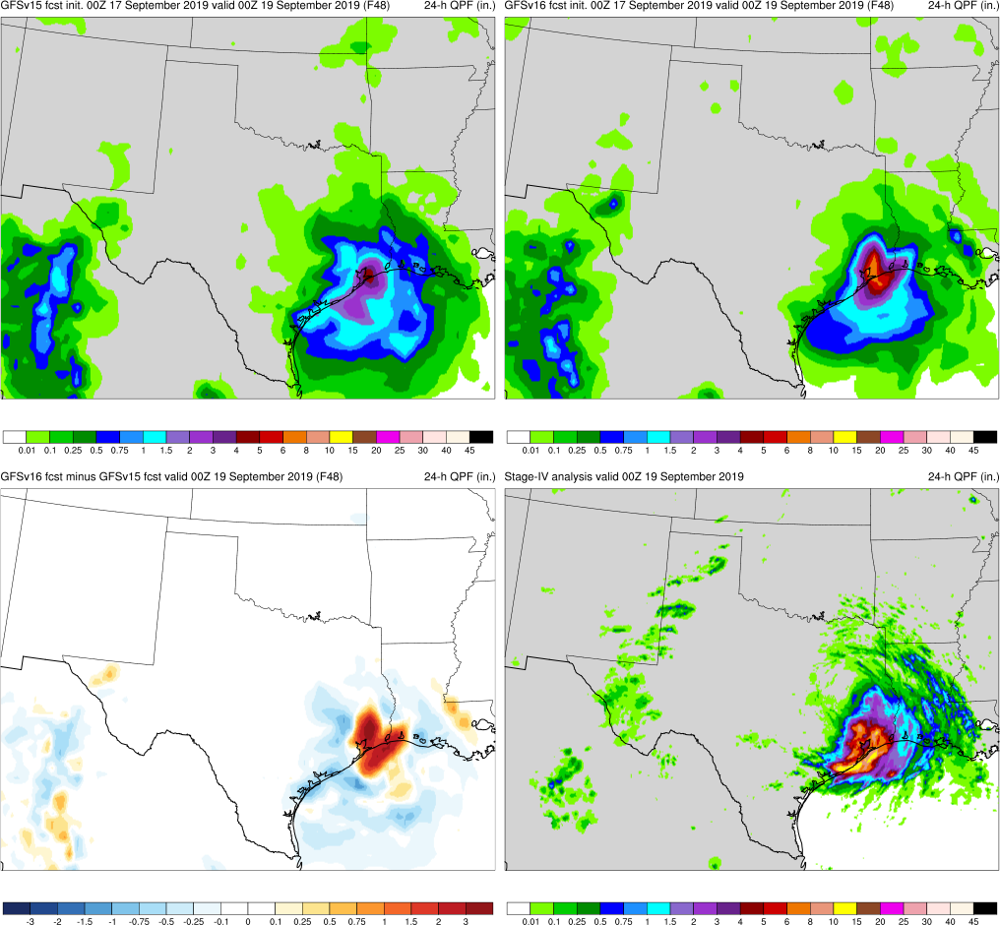 GFSv15 fcst init. 00Z 17 September 2019 valid 00Z 19 September 2019 (F48) 24-h QPF (in.)
GFSv16 fcst init. 00Z 17 September 2019 valid 00Z 19 September 2019 (F48) 24-h QPF (in.)
0.01 0.1 0.25 0.5 0.75 1 1.5 2 3 4 5 6 8 10 15 20 25 30 40 45
0.01 0.1 0.25 0.5 0.75 1 1.5 2 3 4 5 6 8 10 15 20 25 30 40 45
GFSv16 fcst minus GFSv15 fcst valid 00Z 19 September 2019 (F48) 24-h QPF (in.)
Stage-IV analysis valid 00Z 19 September 2019 24-h QPF (in.)
-3 -2 -1.5 -1 -0.75 -0.5 -0.25 -0.1 0 0.1 0.25 0.5 0.75 1 1.5 2 3
0.01 0.1 0.25 0.5 0.75 1 1.5 2 3 4 5 6 8 10 15 20 25 30 40 45